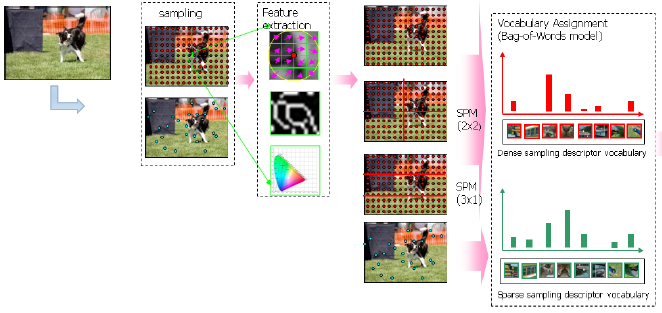 sampling
Feature
extraction
SPM
(2x2)
SPM
(3x1)
Vocabulary Assignment
(Bag-of-Words model)
Dense sampling descriptor vocabulary
Sparse sampling descriptor vocabulary